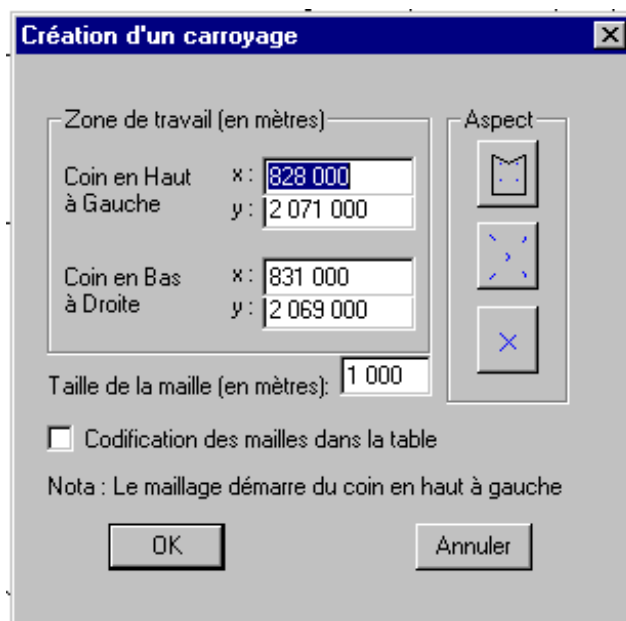 Création d'un carroyage
Zone de travail (en mètres)
Aspect
Coin en Haut x : 828 000
à Gauche y : 2 071 000
Coin en Bas x : 831 000
à Droite y : 2 069 000
Taille de la maille (en mètres): 1 000
Codification des mailles dans la table
Nota : Le maillage démarre du coin en haut à gauche
OK Annuler